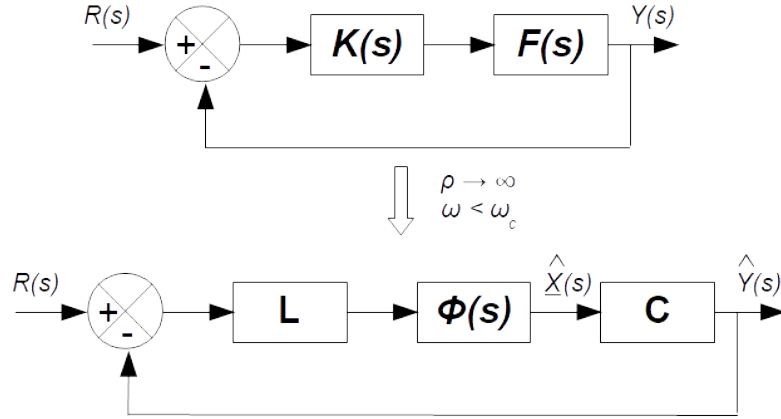 R(s)
+
-
K(s)
F(s)
Y(s)
ρ → ∞
ω < ω_c
R(s)
+
-
L
Φ(s)
X̲̂(s)
C
Ŷ(s)